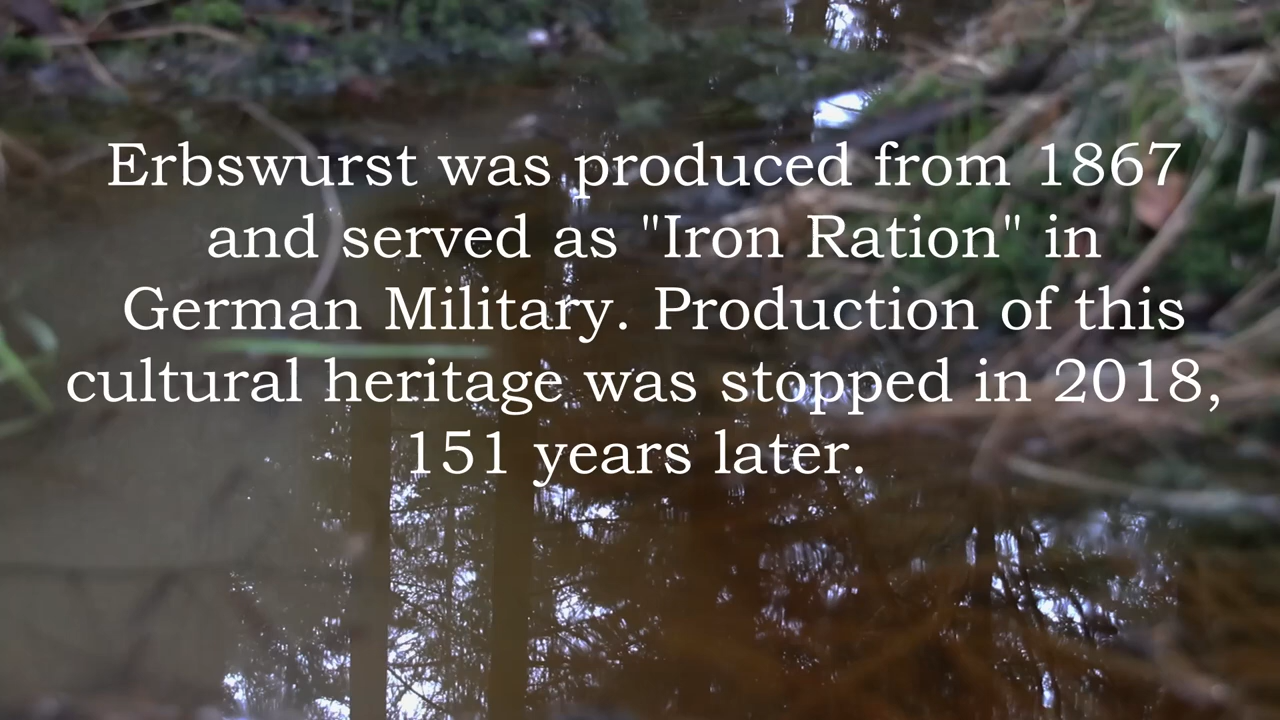 Erbswurst was produced from 1867
and served as "Iron Ration" in
German Military. Production of this
cultural heritage was stopped in 2018,
151 years later.